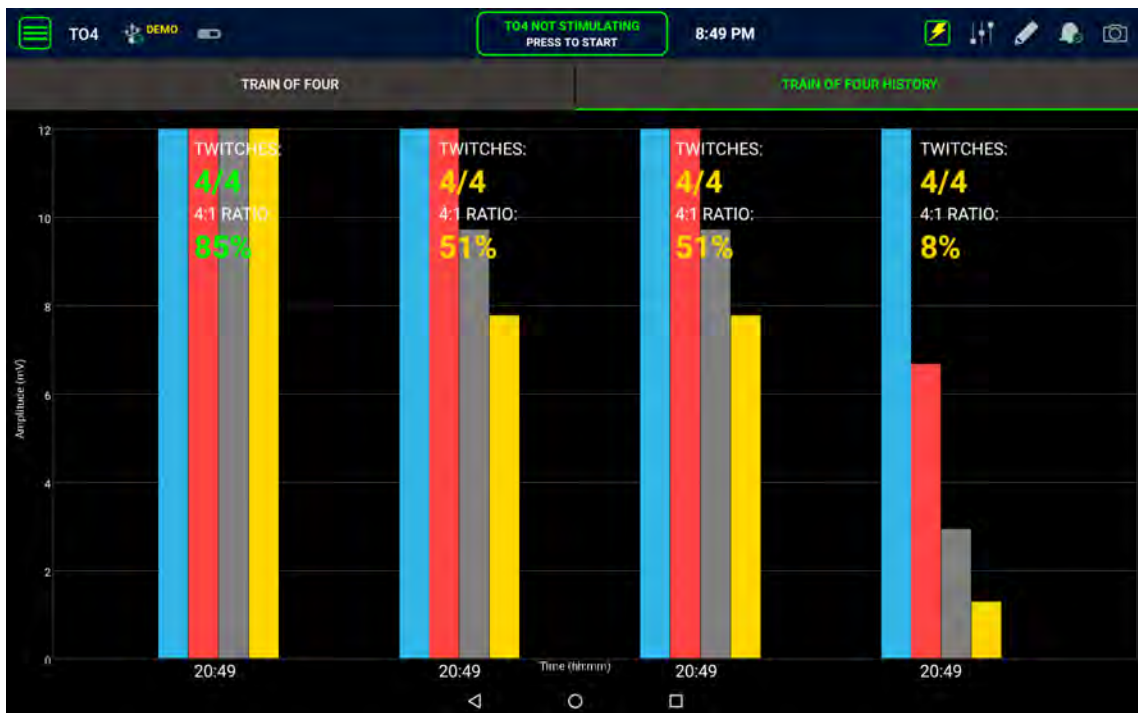 TO4 DEMO TO4 NOT STIMULATING 8:49 PM
PRESS TO START
TRAIN OF FOUR TRAIN OF FOUR HISTORY
12
10
8
6
4
2
0
Amplitude (mV)
TWITCHES:
4/4
4:1 RATIO:
85%
TWITCHES:
4/4
4:1 RATIO:
51%
TWITCHES:
4/4
4:1 RATIO:
51%
TWITCHES:
4/4
4:1 RATIO:
8%
20:49 20:49 Time (hh:mm) 20:49 20:49